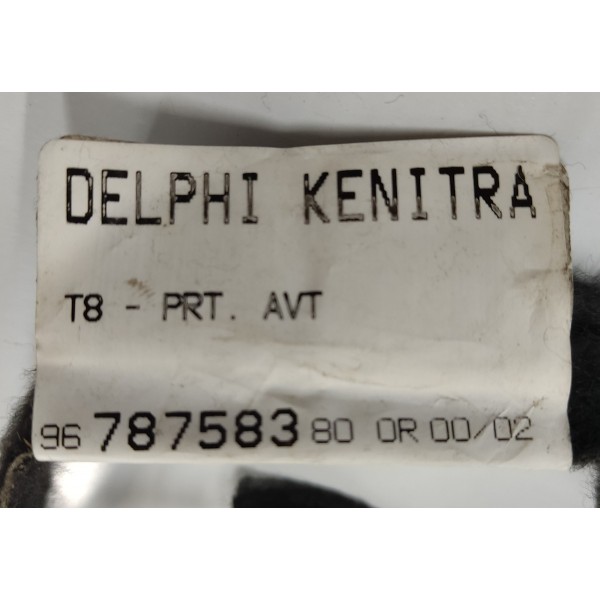 DELPHI KENITRA
T8 - PRT. AVT
96 787583 80 OR 00/02